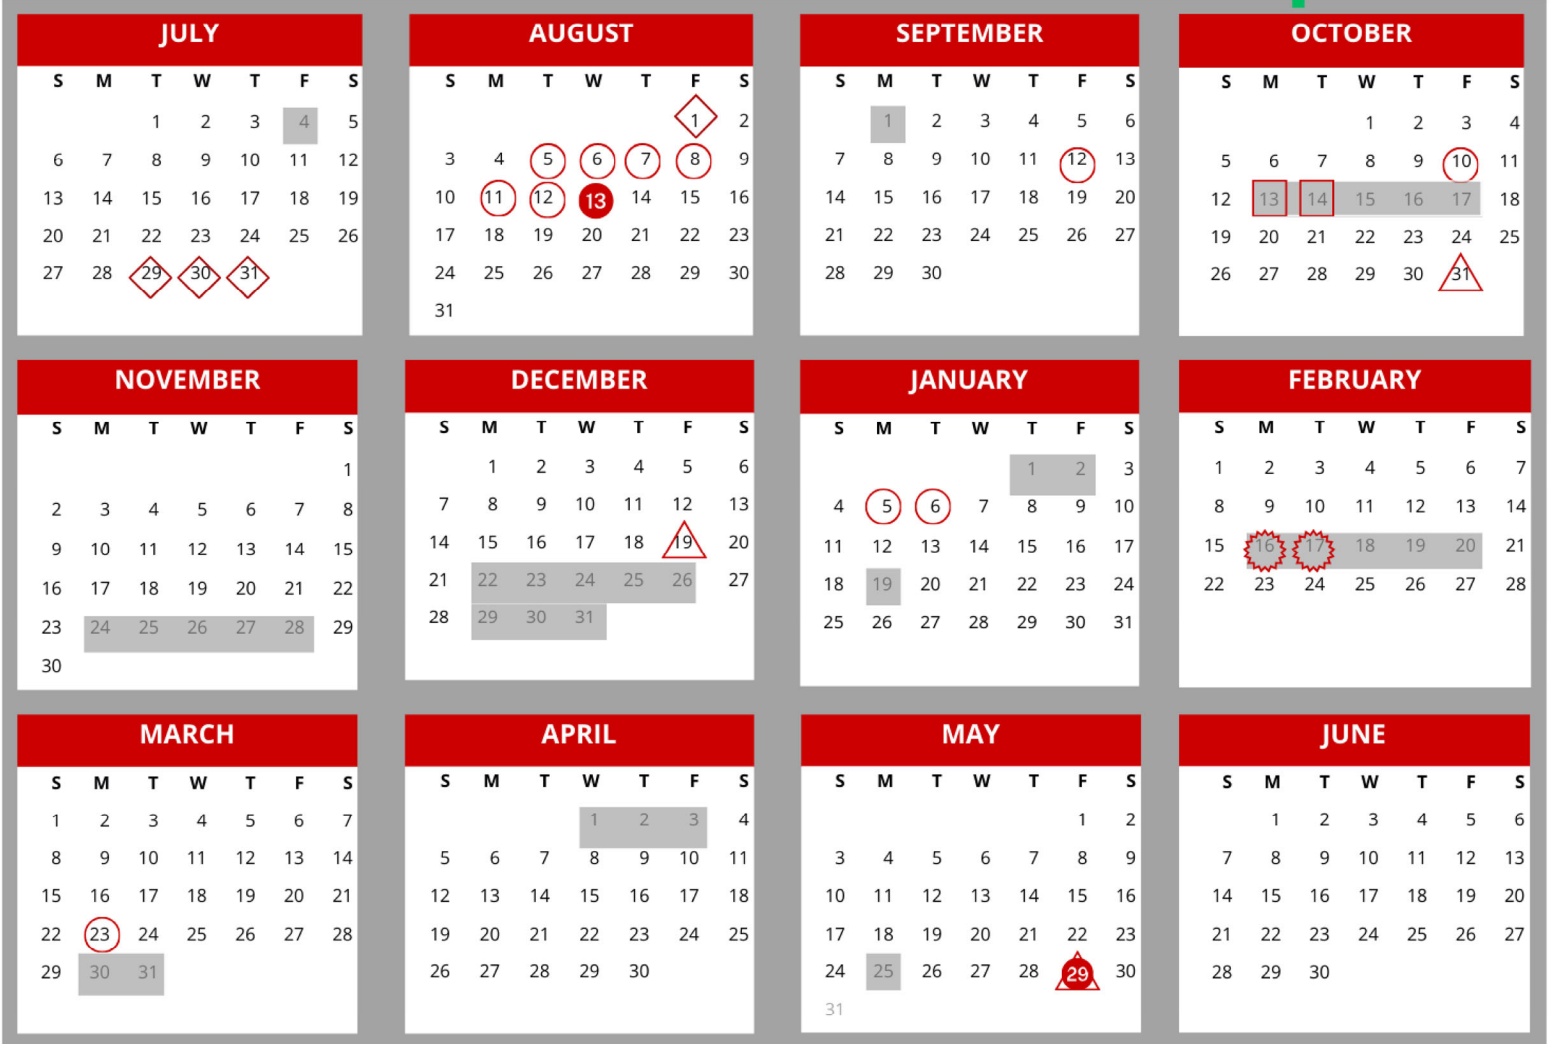 JULY
S M T W T F S
1 2 3 4 5
6 7 8 9 10 11 12
13 14 15 16 17 18 19
20 21 22 23 24 25 26
27 28 29 30 31
AUGUST
S M T W T F S
1 2
3 4 5 6 7 8 9
10 11 12 13 14 15 16
17 18 19 20 21 22 23
24 25 26 27 28 29 30
31
SEPTEMBER
S M T W T F S
1 2 3 4 5 6
7 8 9 10 11 12 13
14 15 16 17 18 19 20
21 22 23 24 25 26 27
28 29 30
OCTOBER
S M T W T F S
1 2 3 4
5 6 7 8 9 10 11
12 13 14 15 16 17 18
19 20 21 22 23 24 25
26 27 28 29 30 31
NOVEMBER
S M T W T F S
1
2 3 4 5 6 7 8
9 10 11 12 13 14 15
16 17 18 19 20 21 22
23 24 25 26 27 28 29
30
DECEMBER
S M T W T F S
1 2 3 4 5 6
7 8 9 10 11 12 13
14 15 16 17 18 19 20
21 22 23 24 25 26 27
28 29 30 31
JANUARY
S M T W T F S
1 2 3
4 5 6 7 8 9 10
11 12 13 14 15 16 17
18 19 20 21 22 23 24
25 26 27 28 29 30 31
FEBRUARY
S M T W T F S
1 2 3 4 5 6 7
8 9 10 11 12 13 14
15 16 17 18 19 20 21
22 23 24 25 26 27 28
MARCH
S M T W T F S
1 2 3 4 5 6 7
8 9 10 11 12 13 14
15 16 17 18 19 20 21
22 23 24 25 26 27 28
29 30 31
APRIL
S M T W T F S
1 2 3 4
5 6 7 8 9 10 11
12 13 14 15 16 17 18
19 20 21 22 23 24 25
26 27 28 29 30
MAY
S M T W T F S
1 2
3 4 5 6 7 8 9
10 11 12 13 14 15 16
17 18 19 20 21 22 23
24 25 26 27 28 29 30
31
JUNE
S M T W T F S
1 2 3 4 5 6
7 8 9 10 11 12 13
14 15 16 17 18 19 20
21 22 23 24 25 26 27
28 29 30